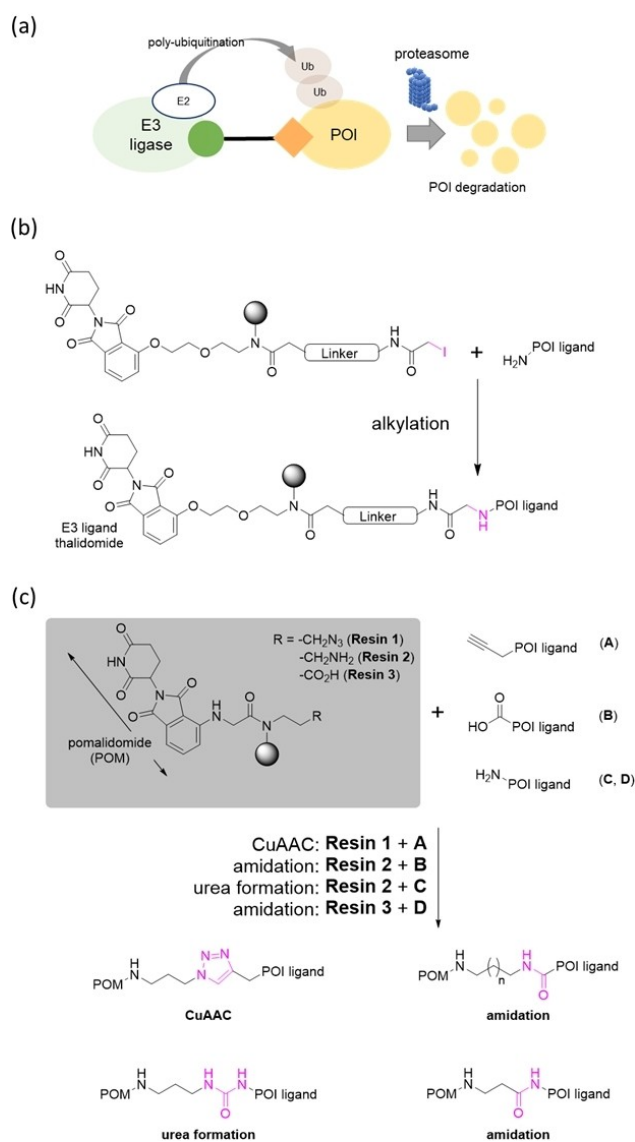 (a)
poly-ubiquitination
proteasome
Ub
Ub
E2
E3
ligase
POI
POI degradation
(b)
O
HN
O
N
O
O
O
O
N
O
Linker
H
N
O
I
+
H2N
POI ligand
alkylation
O
HN
O
N
O
O
O
O
N
O
Linker
H
N
O
N
H
POI ligand
E3 ligand
thalidomide
(c)
R = -CH2N3 (Resin 1)
-CH2NH2 (Resin 2)
-CO2H (Resin 3)
O
HN
O
N
O
O
H
N
O
N
R
pomalidomide
(POM)
+
POI ligand
(A)
O
HO
POI ligand
(B)
H2N
POI ligand
(C, D)
CuAAC: Resin 1 + A
amidation: Resin 2 + B
urea formation: Resin 2 + C
amidation: Resin 3 + D
POM
H
N
N
N
N
POI ligand
CuAAC
POM
H
N
n
H
N
O
POI ligand
amidation
POM
H
N
H
N
O
H
N
POI ligand
urea formation
POM
H
N
O
H
N
POI ligand
amidation